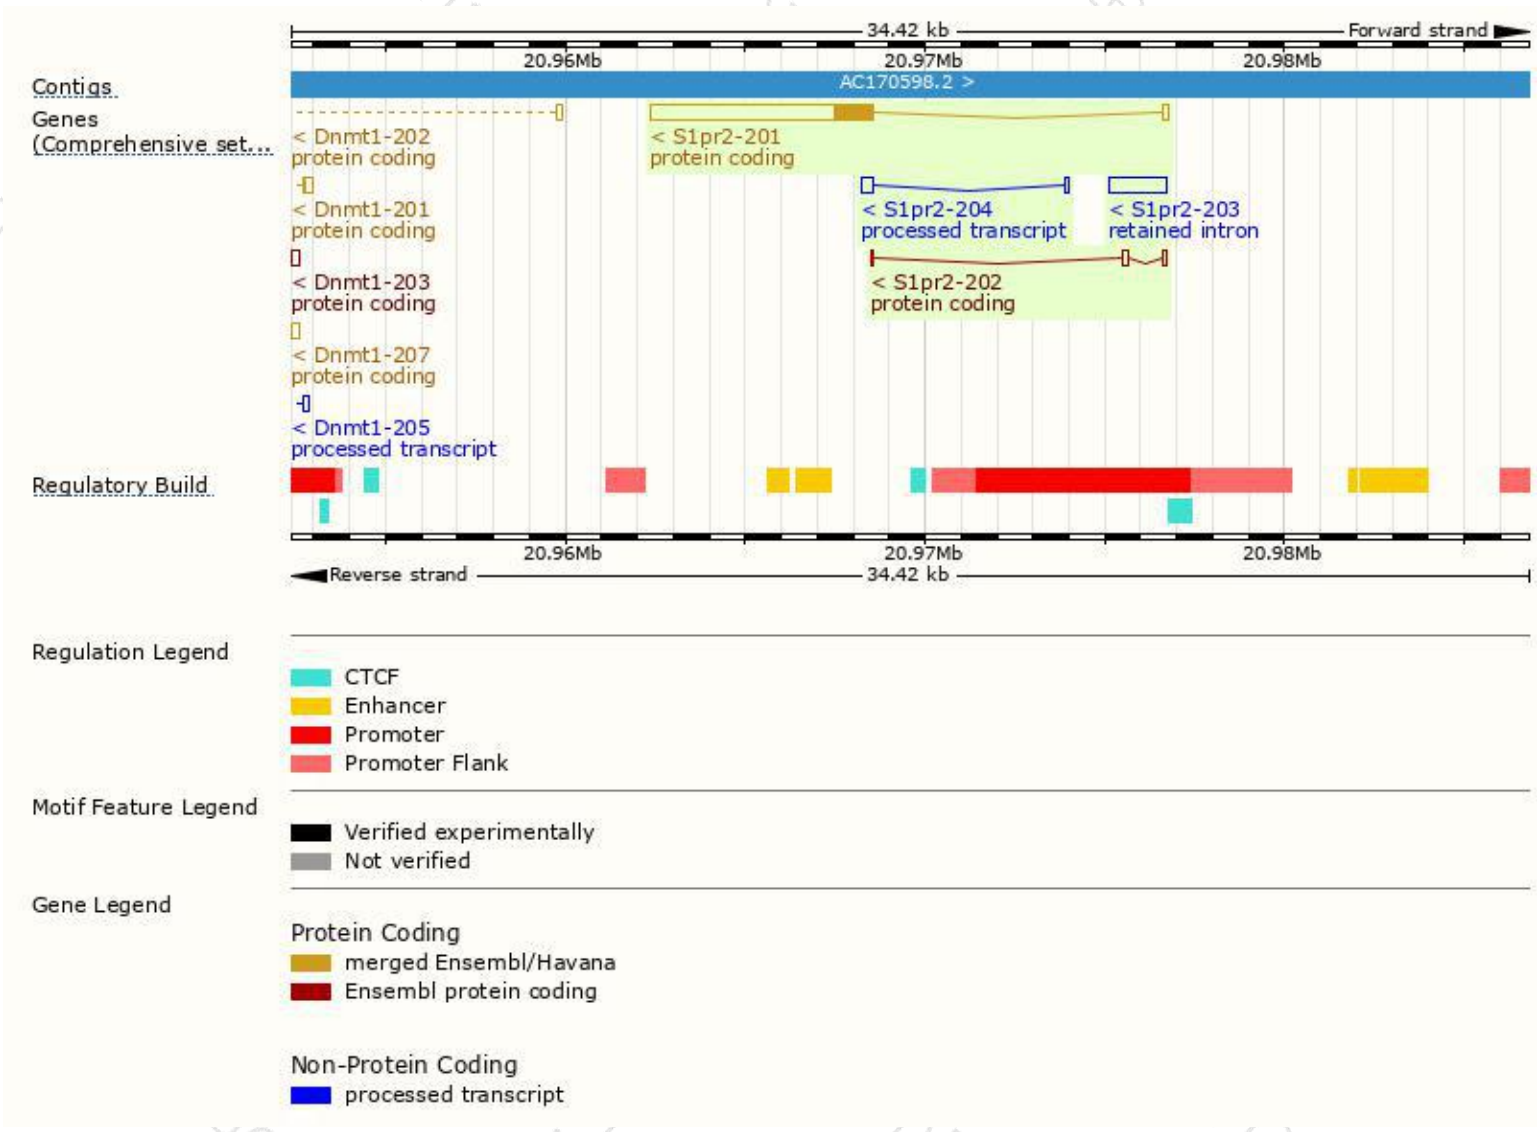 34.42 kb
Forward strand
20.96Mb 20.97Mb 20.98Mb
Contigs
AC170598.2 >
Genes
(Comprehensive set...
< Dnmt1-202
protein coding
< S1pr2-201
protein coding
< Dnmt1-201
protein coding
< S1pr2-204
processed transcript
< S1pr2-203
retained intron
< Dnmt1-203
protein coding
< S1pr2-202
protein coding
< Dnmt1-207
protein coding
< Dnmt1-205
processed transcript
Regulatory Build
20.96Mb 20.97Mb 20.98Mb
Reverse strand
34.42 kb
Regulation Legend
CTCF
Enhancer
Promoter
Promoter Flank
Motif Feature Legend
Verified experimentally
Not verified
Gene Legend
Protein Coding
merged Ensembl/Havana
Ensembl protein coding
Non-Protein Coding
processed transcript